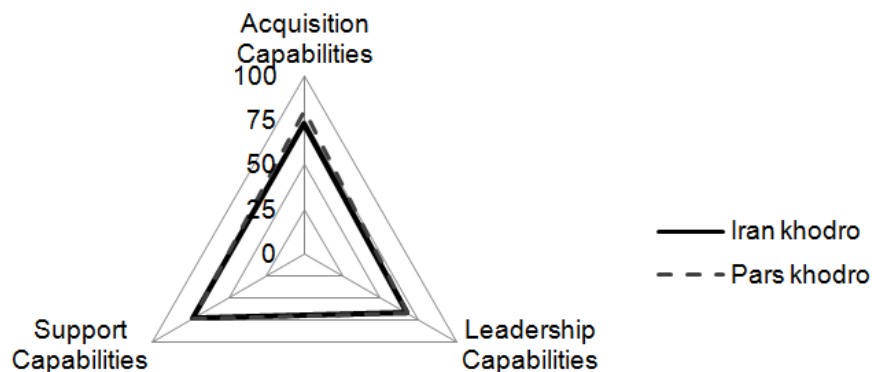 Acquisition
Capabilities
100
75
50
25
0
Iran khodro
Pars khodro
Support
Capabilities
Leadership
Capabilities